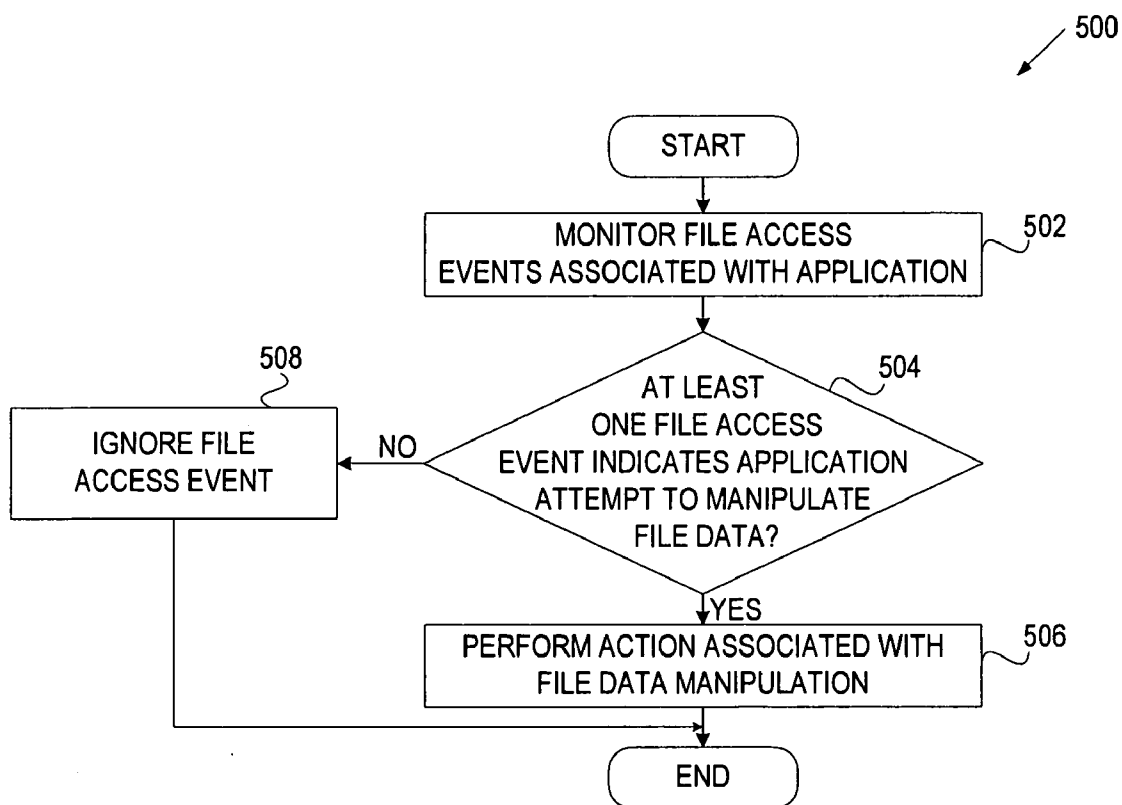 500
START
MONITOR FILE ACCESS
EVENTS ASSOCIATED WITH APPLICATION
502
504
AT LEAST
ONE FILE ACCESS
EVENT INDICATES APPLICATION
ATTEMPT TO MANIPULATE
FILE DATA?
NO
508
IGNORE FILE
ACCESS EVENT
YES
PERFORM ACTION ASSOCIATED WITH
FILE DATA MANIPULATION
506
END